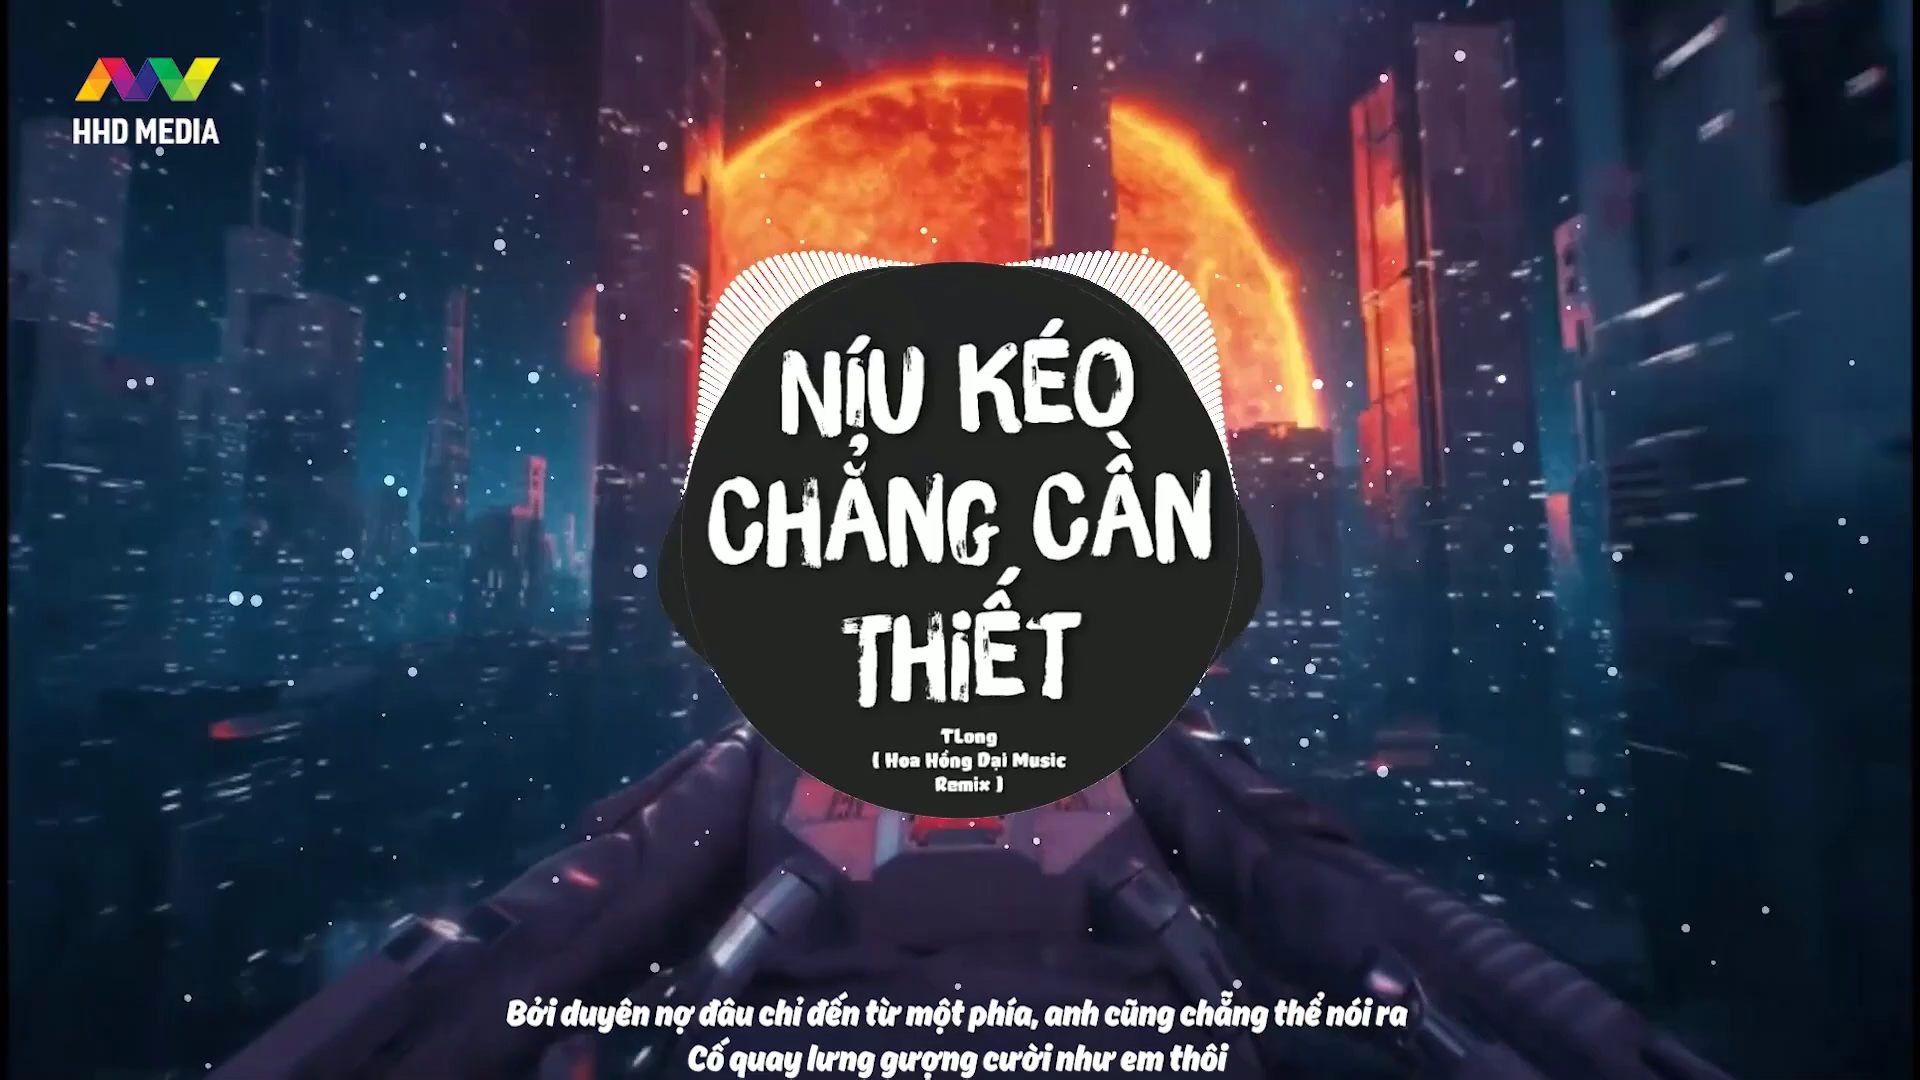 HHD MEDIA
NÍU KÉO
CHẲNG CẦN
THIẾT
TLong
( Hoa Hồng Dại Music
Remix )
Bởi duyên nợ đâu chỉ đến từ một phía, anh cũng chẵng thể nói ra
Cố quay lưng gượng cười như em thôi